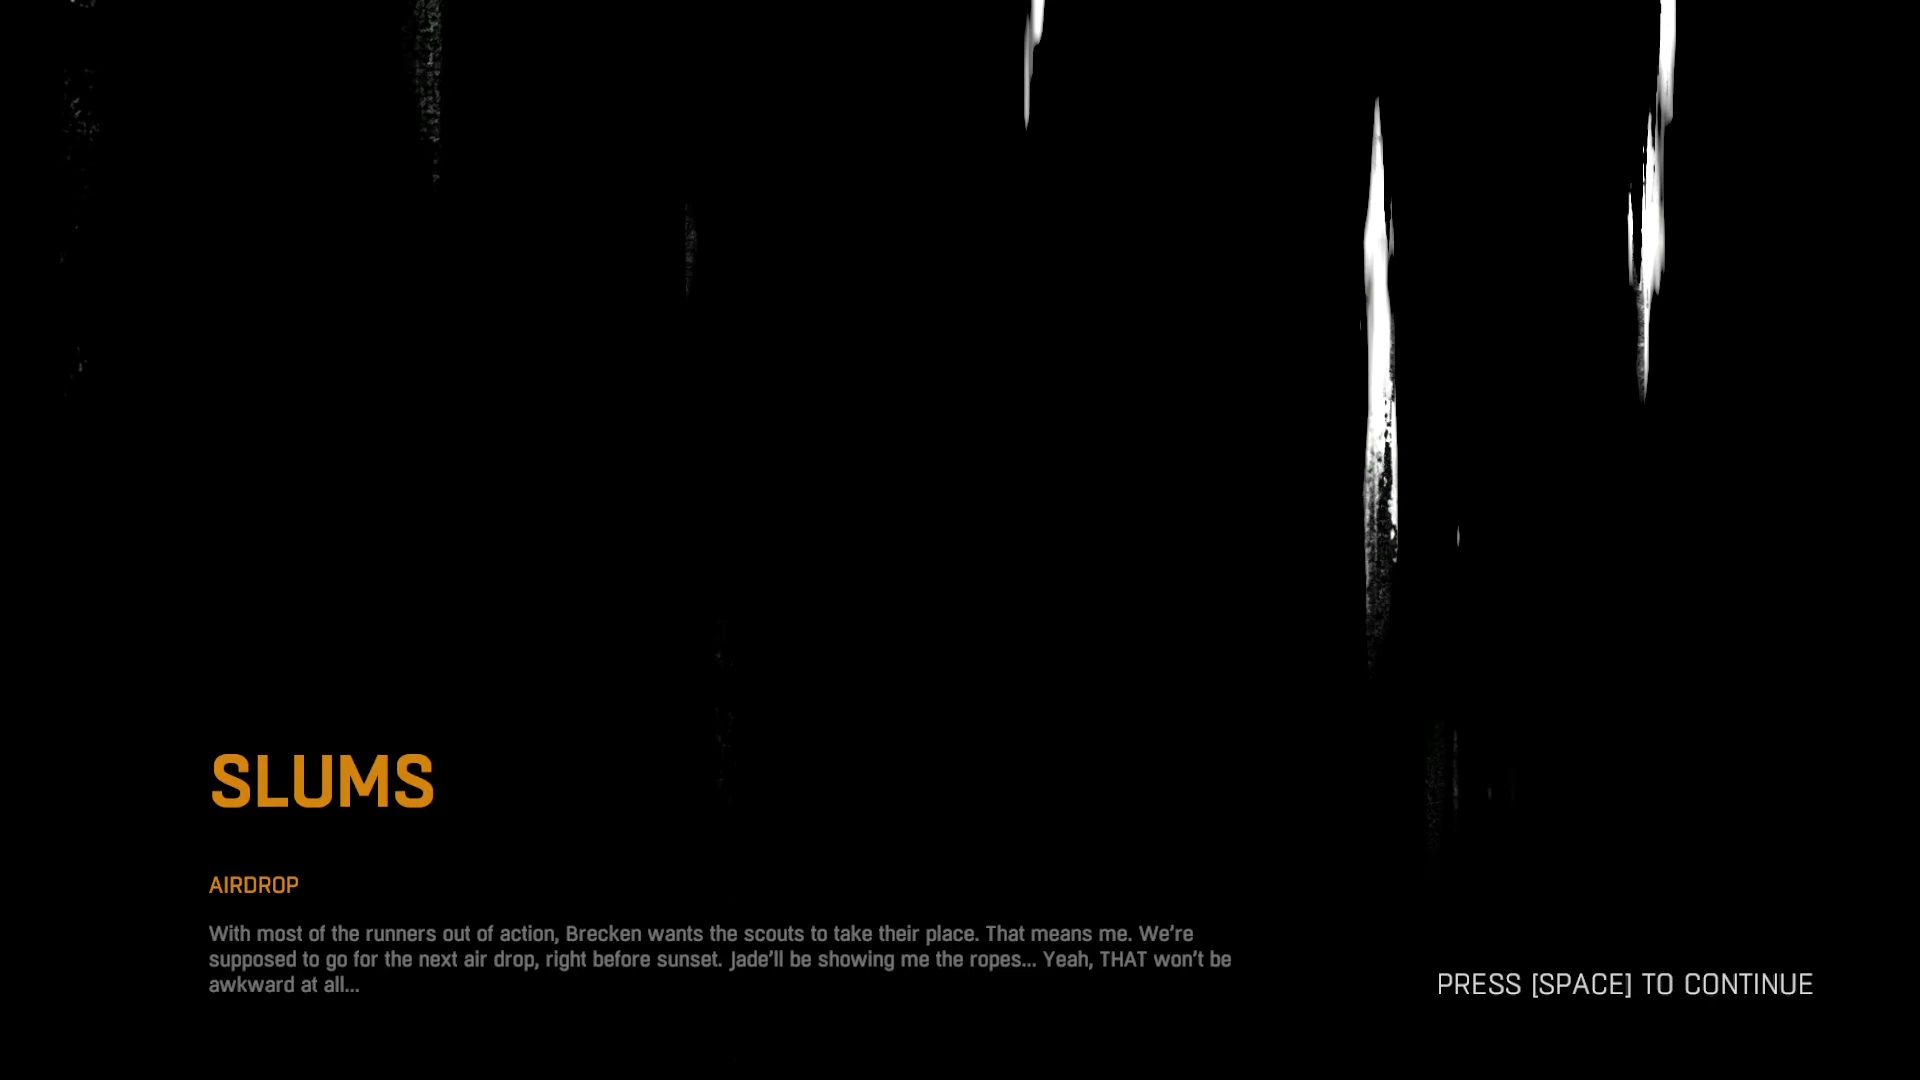 SLUMS
AIRDROP
With most of the runners out of action, Brecken wants the scouts to take their place. That means me. We're
supposed to go for the next air drop, right before sunset. Jade'll be showing me the ropes... Yeah, THAT won't be
awkward at all...
PRESS [SPACE] TO CONTINUE